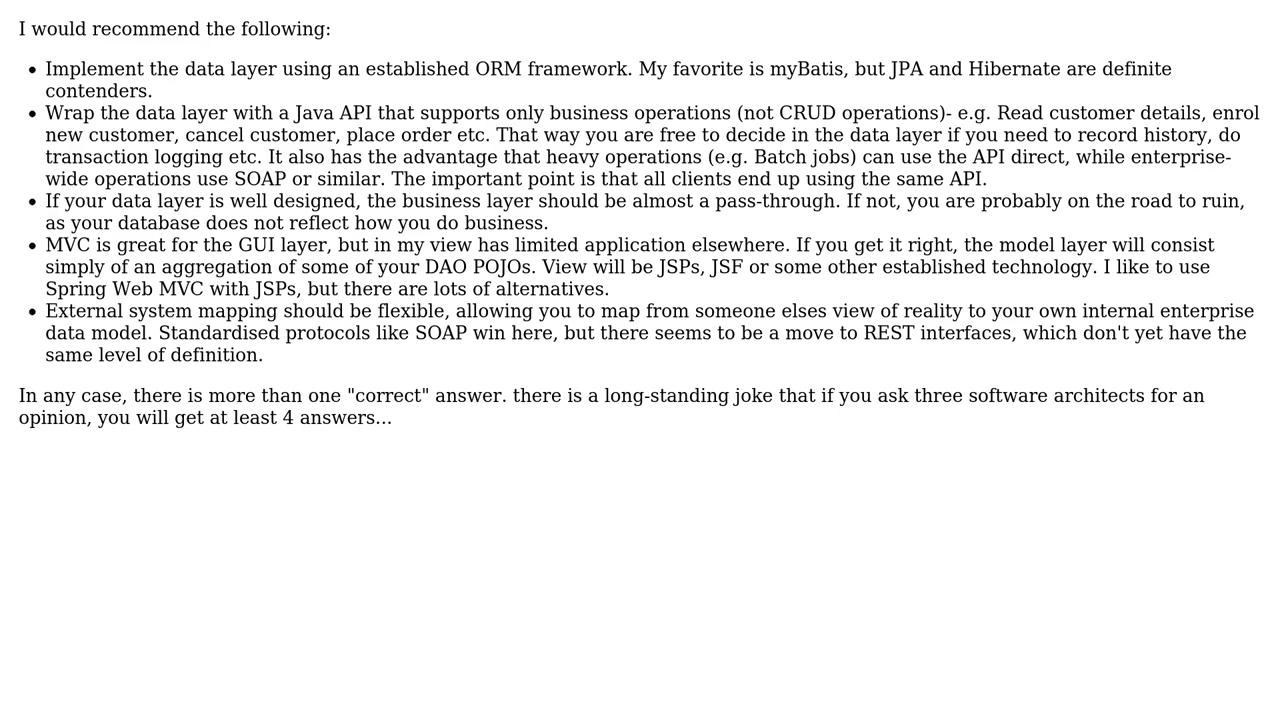 I would recommend the following:
• Implement the data layer using an established ORM framework. My favorite is myBatis, but JPA and Hibernate are definite
contenders.
• Wrap the data layer with a Java API that supports only business operations (not CRUD operations)- e.g. Read customer details, enrol
new customer, cancel customer, place order etc. That way you are free to decide in the data layer if you need to record history, do
transaction logging etc. It also has the advantage that heavy operations (e.g. Batch jobs) can use the API direct, while enterprise-
wide operations use SOAP or similar. The important point is that all clients end up using the same API.
• If your data layer is well designed, the business layer should be almost a pass-through. If not, you are probably on the road to ruin,
as your database does not reflect how you do business.
• MVC is great for the GUI layer, but in my view has limited application elsewhere. If you get it right, the model layer will consist
simply of an aggregation of some of your DAO POJOs. View will be JSPs, JSF or some other established technology. I like to use
Spring Web MVC with JSPs, but there are lots of alternatives.
• External system mapping should be flexible, allowing you to map from someone elses view of reality to your own internal enterprise
data model. Standardised protocols like SOAP win here, but there seems to be a move to REST interfaces, which don't yet have the
same level of definition.
In any case, there is more than one "correct" answer. there is a long-standing joke that if you ask three software architects for an
opinion, you will get at least 4 answers...